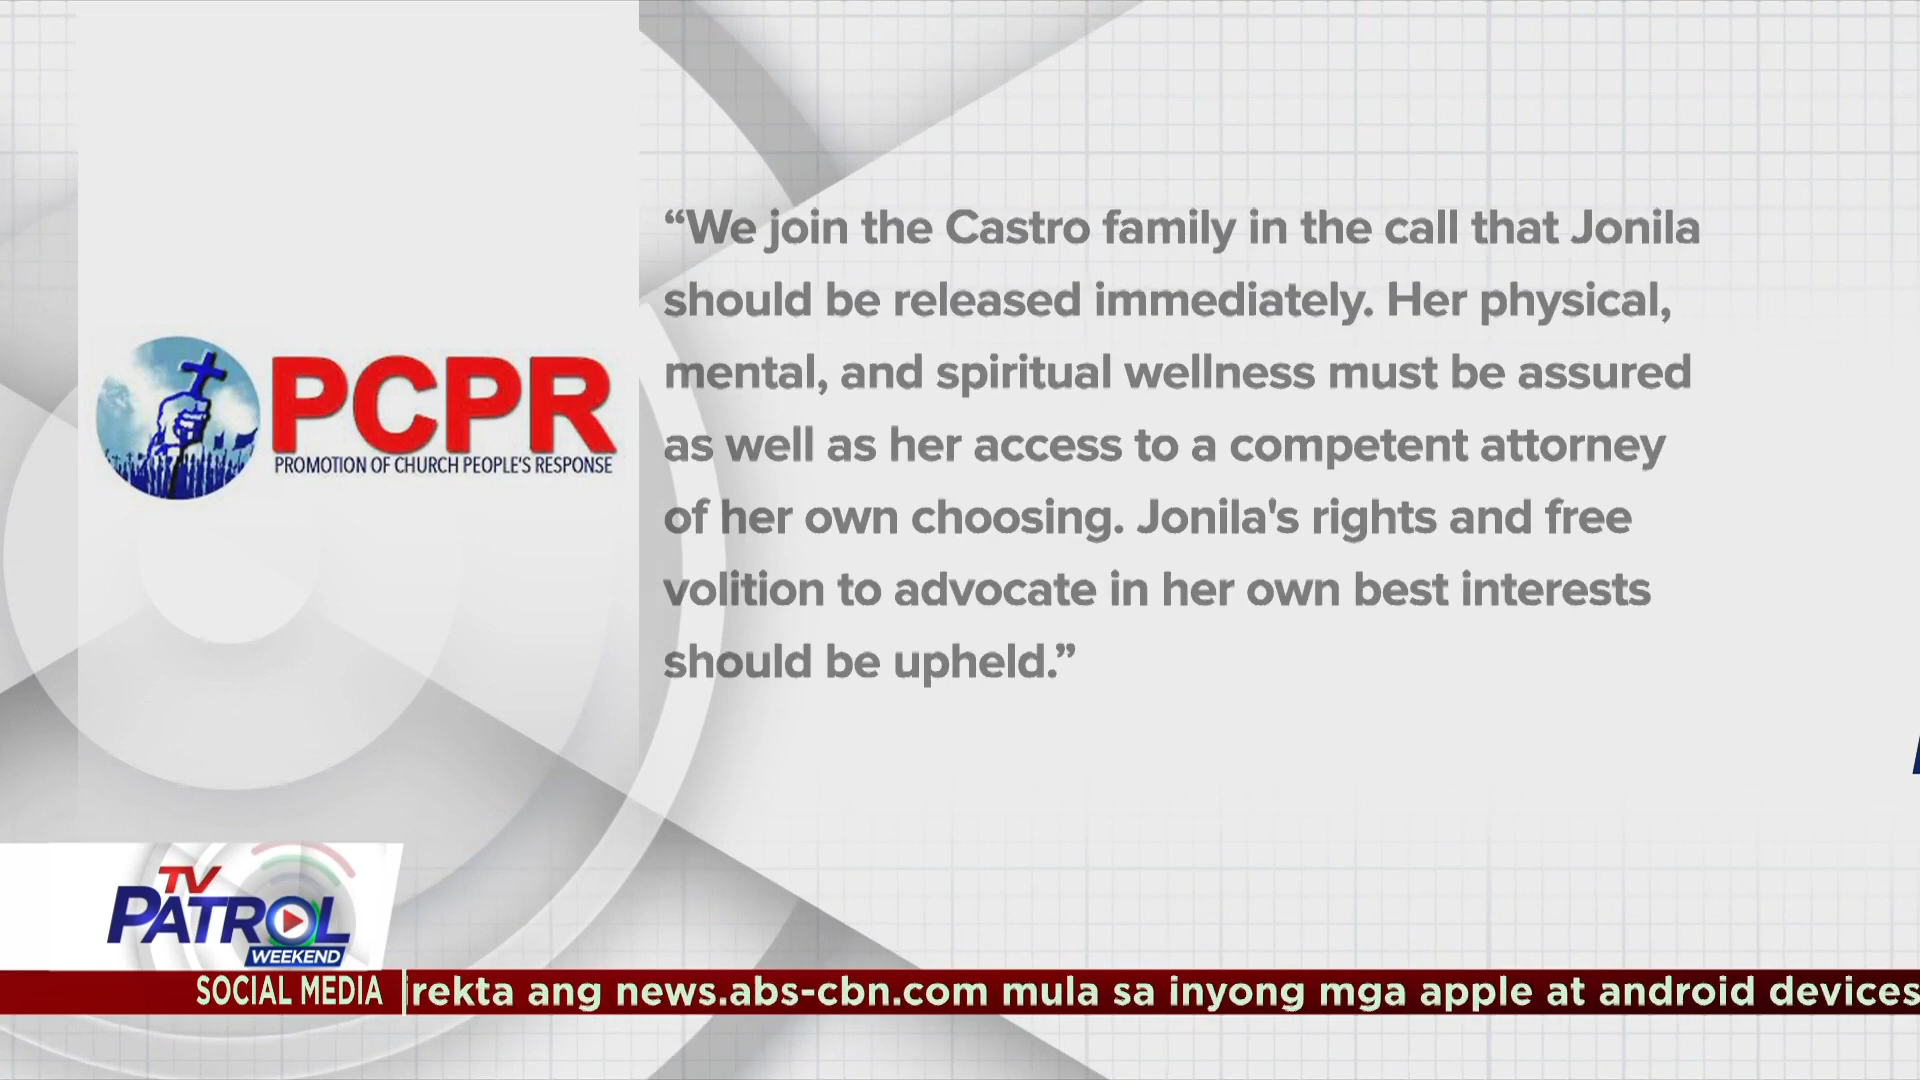 PCPR
PROMOTION OF CHURCH PEOPLE'S RESPONSE
“We join the Castro family in the call that Jonila
should be released immediately. Her physical,
mental, and spiritual wellness must be assured
as well as her access to a competent attorney
of her own choosing. Jonila's rights and free
volition to advocate in her own best interests
should be upheld.”
TV
PATROL
WEEKEND
SOCIAL MEDIA
rekta ang news.abs-cbn.com mula sa inyong mga apple at android devices